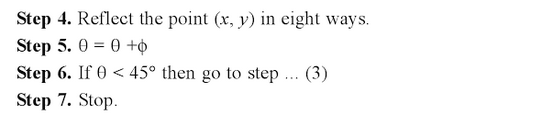 Step 4. Reflect the point (x, y) in eight ways.
Step 5. θ = θ +ϕ
Step 6. If θ < 45° then go to step ... (3)
Step 7. Stop.